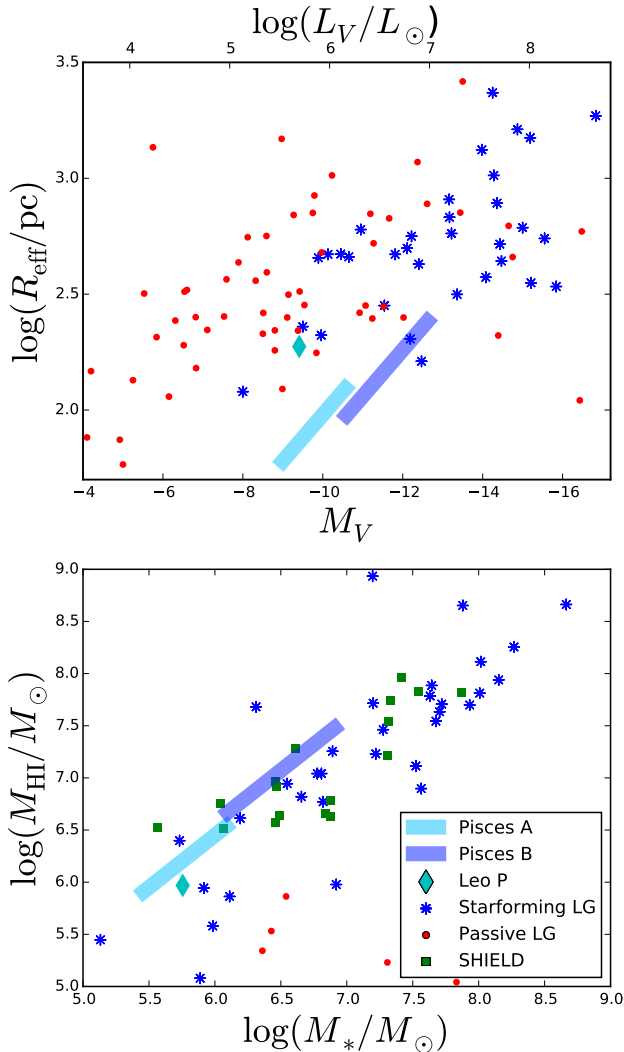 log(L_V/L_⊙)
4 5 6 7 8
3.5
3.0
2.5
2.0
log(R_eff/pc)
−4 −6 −8 −10 −12 −14 −16
M_V
9.0
8.5
8.0
7.5
7.0
6.5
6.0
5.5
5.0
log(M_HI/M_⊙)
Pisces A
Pisces B
Leo P
Starforming LG
Passive LG
SHIELD
5.0 5.5 6.0 6.5 7.0 7.5 8.0 8.5 9.0
log(M_*/M_⊙)